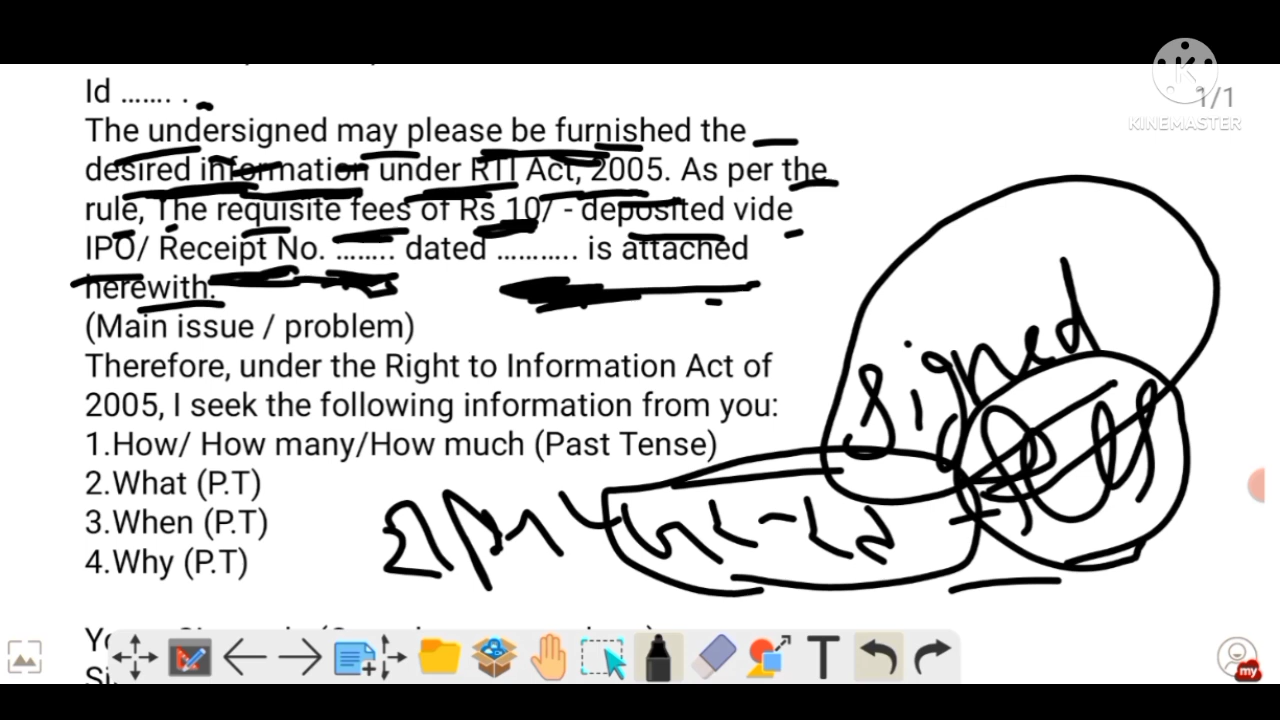 Id ....... .
The undersigned may please be furnished the
desired information under RTI Act, 2005. As per the
rule, The requisite fees of Rs 10/ - deposited vide
IPO/ Receipt No. ........ dated ........... is attached
herewith.
(Main issue / problem)
Therefore, under the Right to Information Act of
2005, I seek the following information from you:
1.How/ How many/How much (Past Tense)
2.What (P.T)
3.When (P.T)
4.Why (P.T)
Signed
1/1
KINEMASTER
T
my